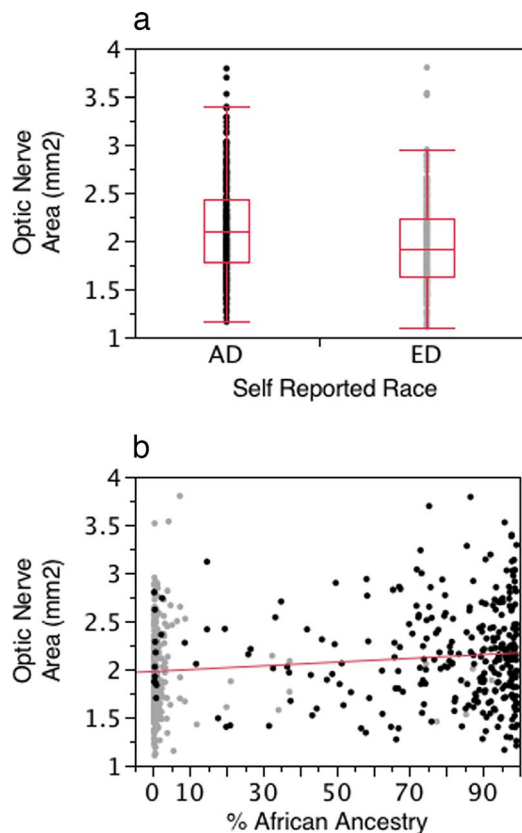 a
4
3.5
3
2.5
2
1.5
1
Optic Nerve
Area (mm2)
AD ED
Self Reported Race
b
4
3.5
3
2.5
2
1.5
1
Optic Nerve
Area (mm2)
0 10 30 50 70 90
% African Ancestry